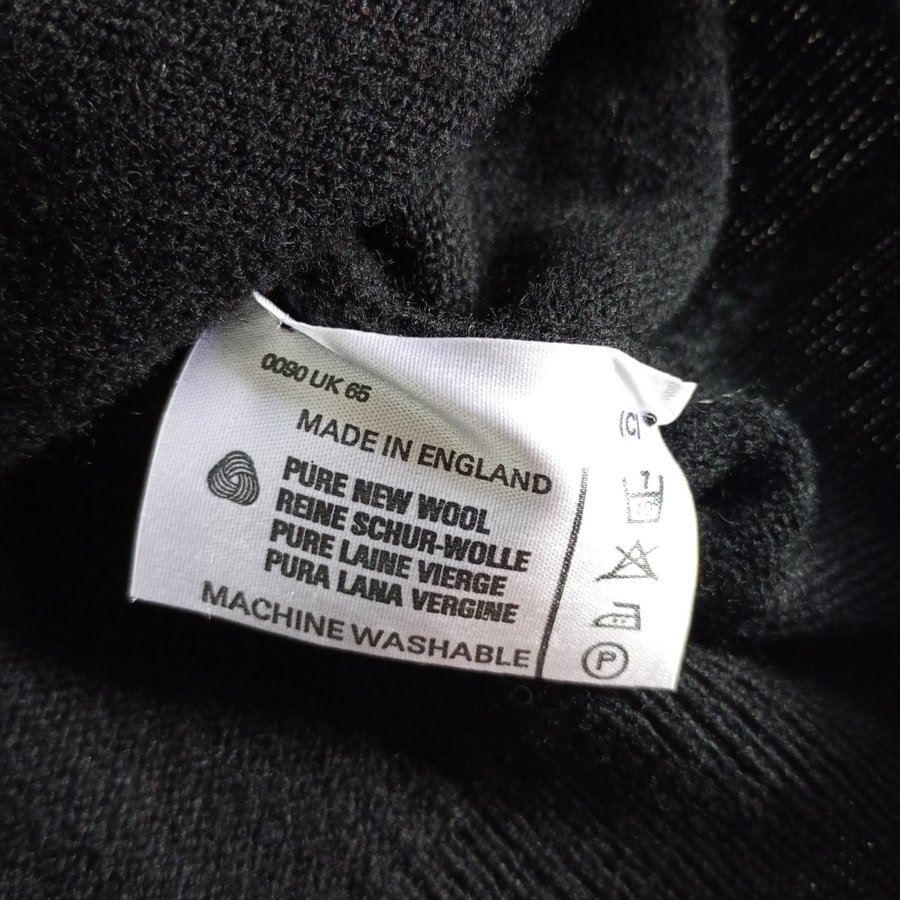 0090 UK 65
MADE IN ENGLAND
PURE NEW WOOL
REINE SCHUR-WOLLE
PURE LAINE VIERGE
PURA LANA VERGINE
MACHINE WASHABLE
P